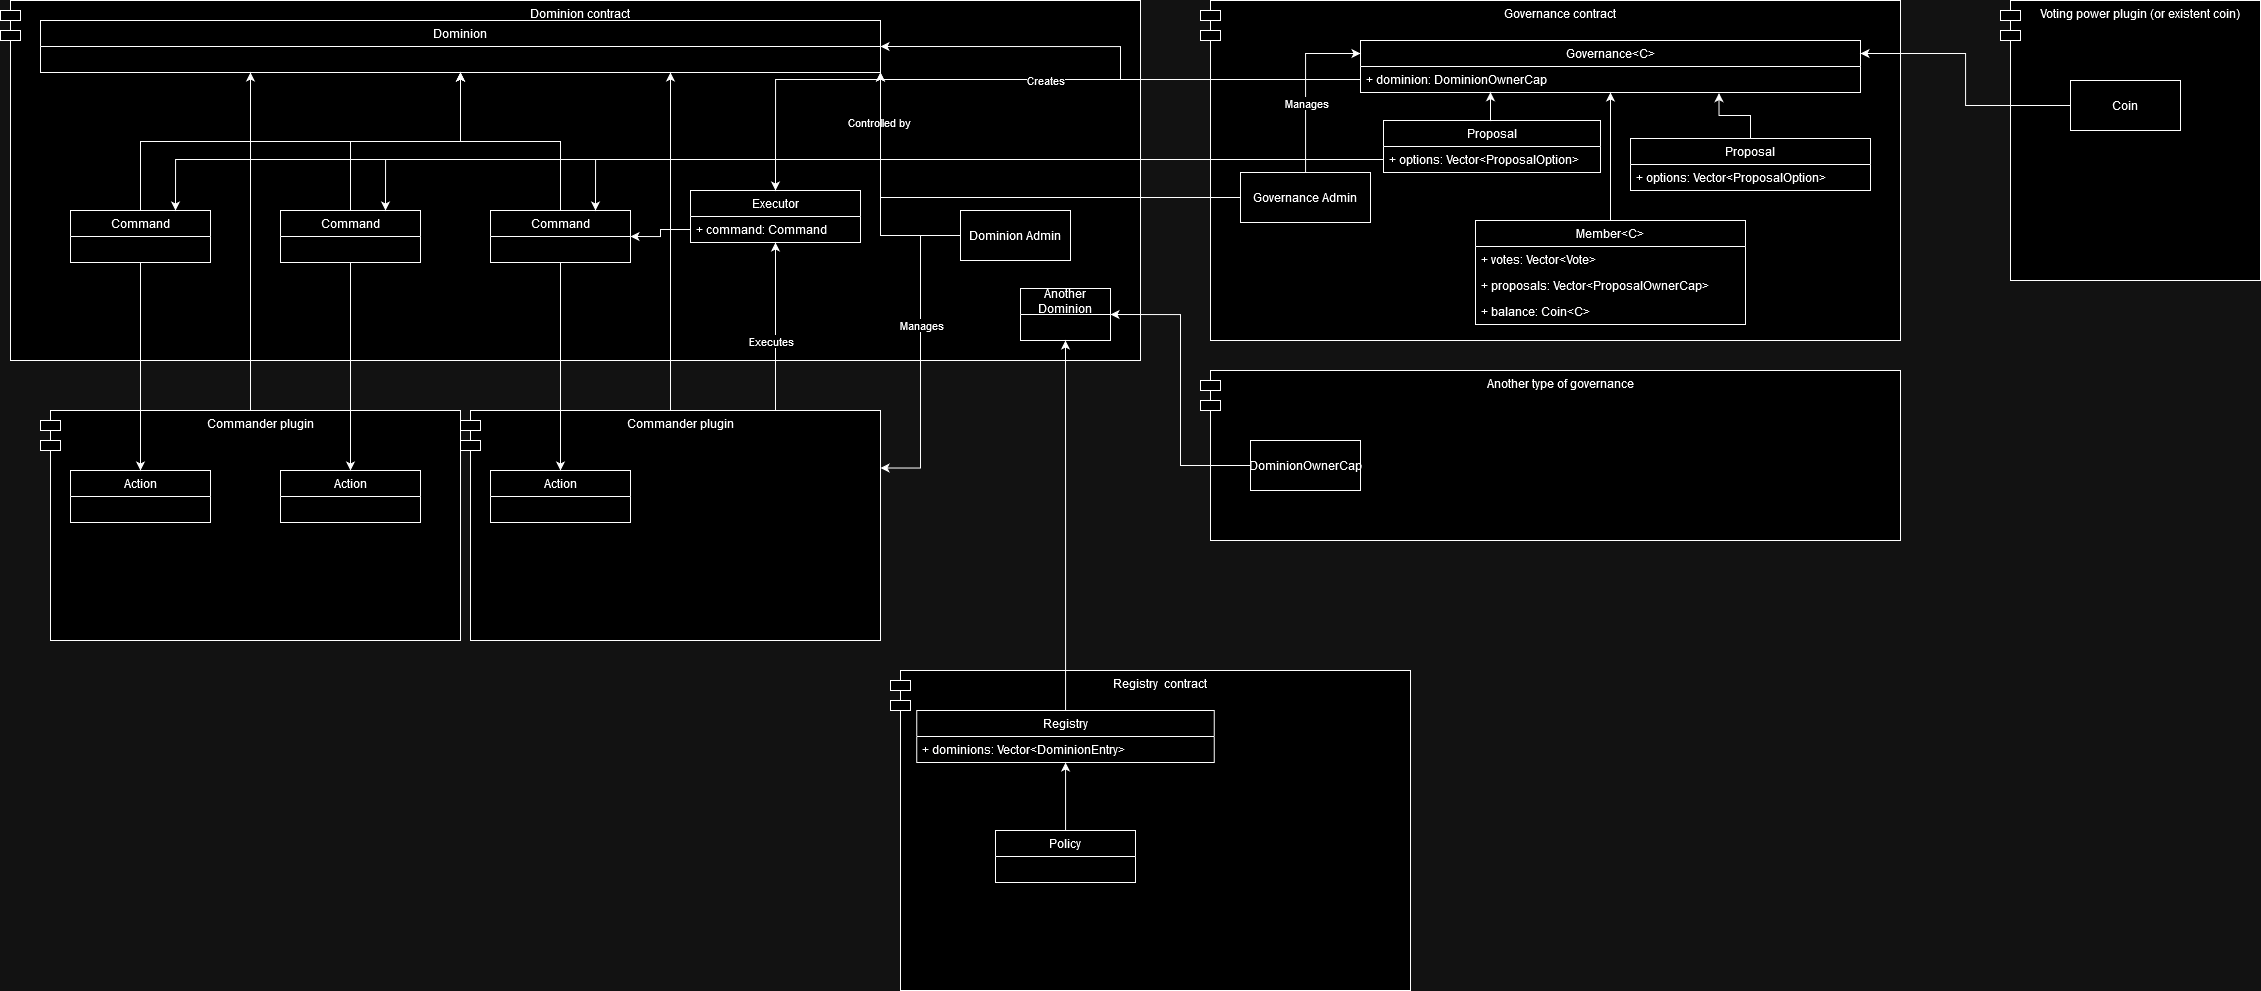 Dominion contract
Dominion
Creates
Controlled by
Command
Command
Command
Executor
+ command: Command
Dominion Admin
Another
Dominion
Manages
Executes
Governance contract
Governance<C>
+ dominion: DominionOwnerCap
Manages
Proposal
+ options: Vector<ProposalOption>
Proposal
+ options: Vector<ProposalOption>
Governance Admin
Member<C>
+ votes: Vector<Vote>
+ proposals: Vector<ProposalOwnerCap>
+ balance: Coin<C>
Voting power plugin (or existent coin)
Coin
Another type of governance
DominionOwnerCap
Commander plugin
Action
Action
Commander plugin
Action
Registry contract
Registry
+ dominions: Vector<DominionEntry>
Policy